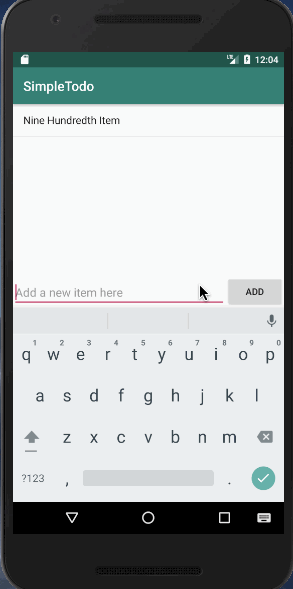 12:04
SimpleTodo
Nine Hundredth Item
Add a new item here
ADD
1 2 3 4 5 6 7 8 9 0
q w e r t y u i o p
a s d f g h j k l
z x c v b n m
?123 , .